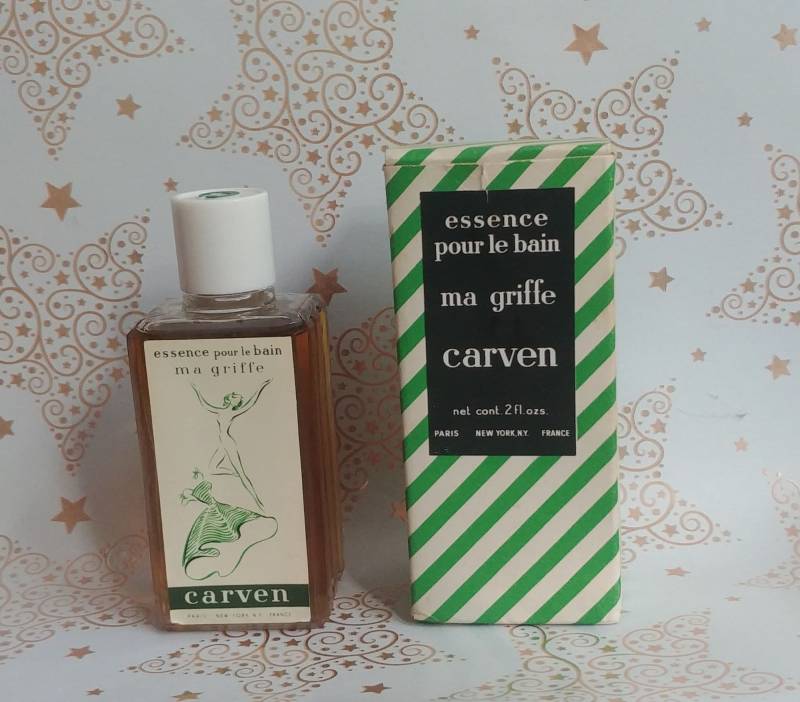 essence pour le bain
ma griffe
carven
PARIS NEW YORK N.Y. FRANCE
essence
pour le bain
ma griffe
carven
net cont. 2 fl. ozs.
PARIS NEW YORK, N.Y. FRANCE